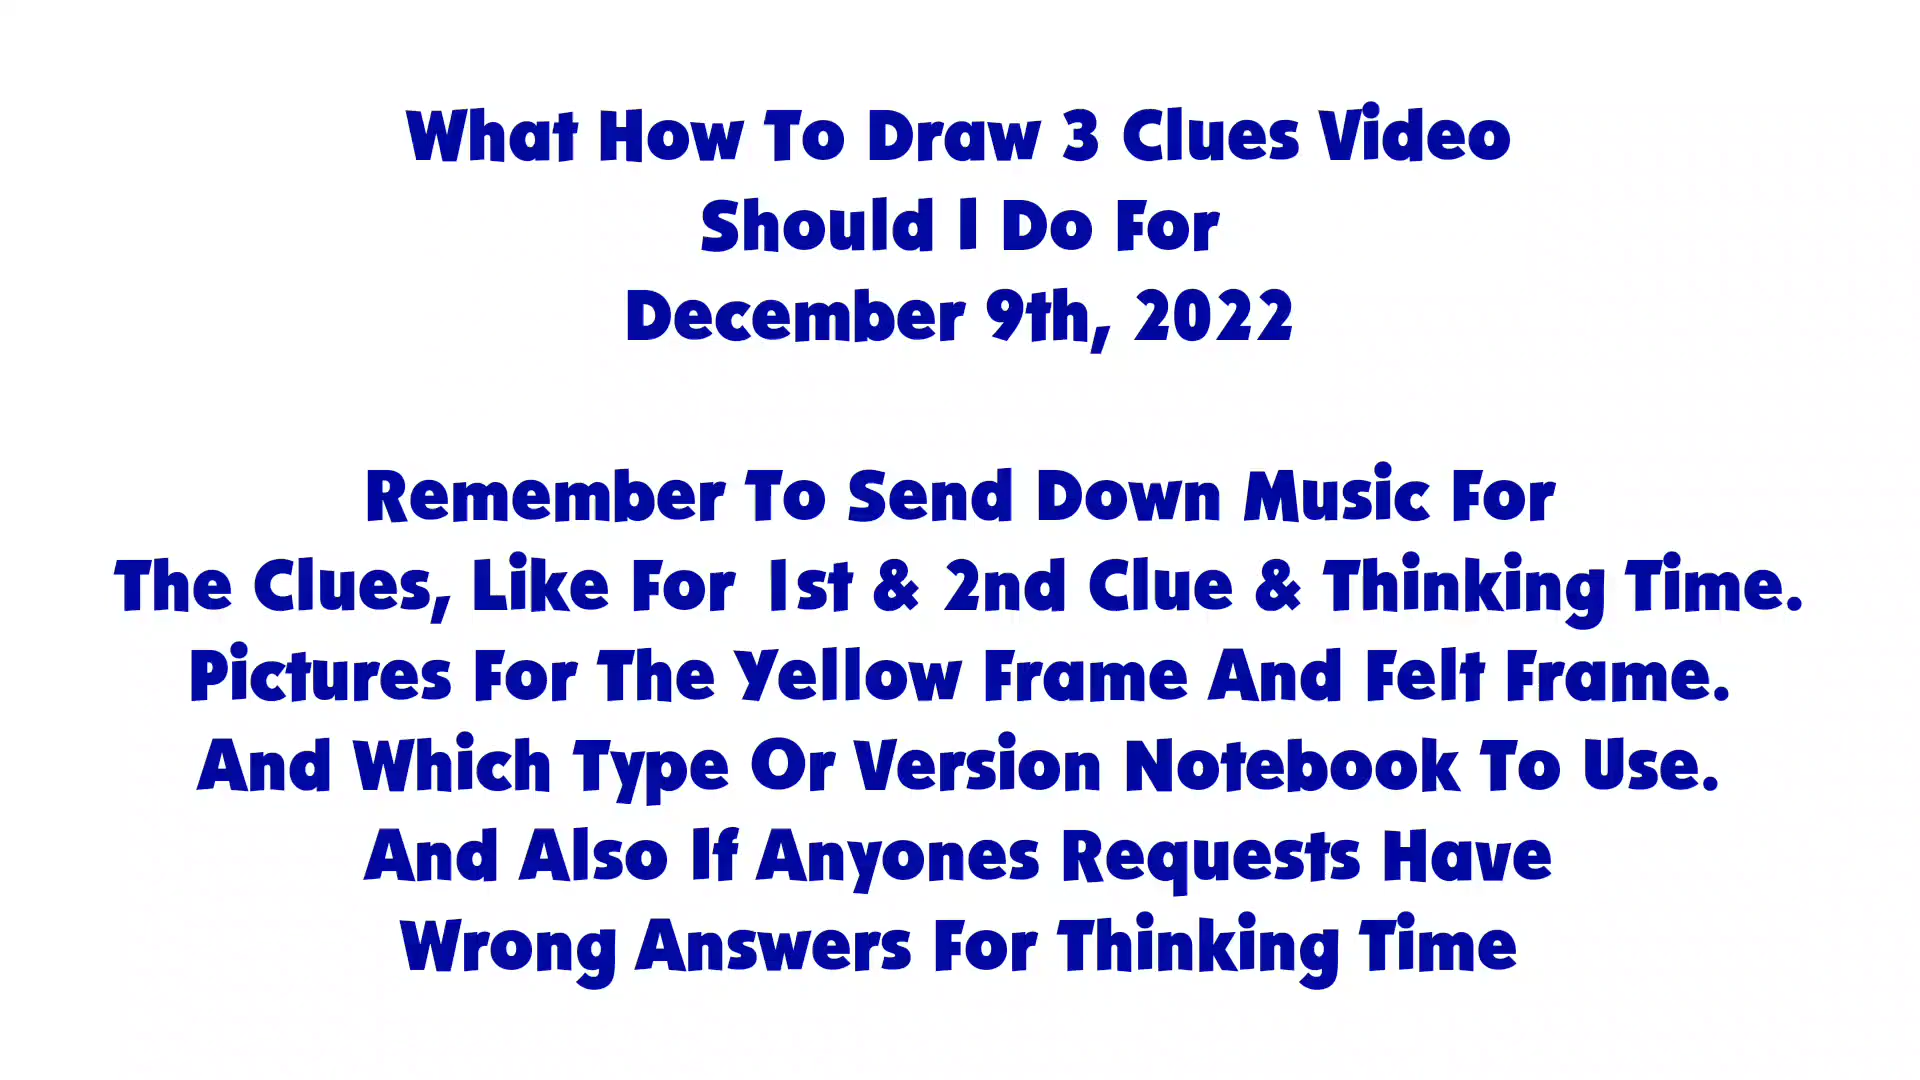 What How To Draw 3 Clues Video
Should I Do For
December 9th, 2022
Remember To Send Down Music For
The Clues, Like For 1st & 2nd Clue & Thinking Time.
Pictures For The Yellow Frame And Felt Frame.
And Which Type Or Version Notebook To Use.
And Also If Anyones Requests Have
Wrong Answers For Thinking Time